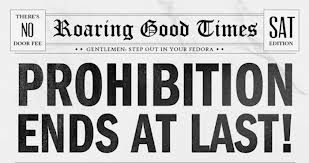 THERE'S
NO
DOOR FEE
Roaring Good Times
GENTLEMEN: STEP OUT IN YOUR FEDORA
SAT
EDITION
PROHIBITION
ENDS AT LAST!